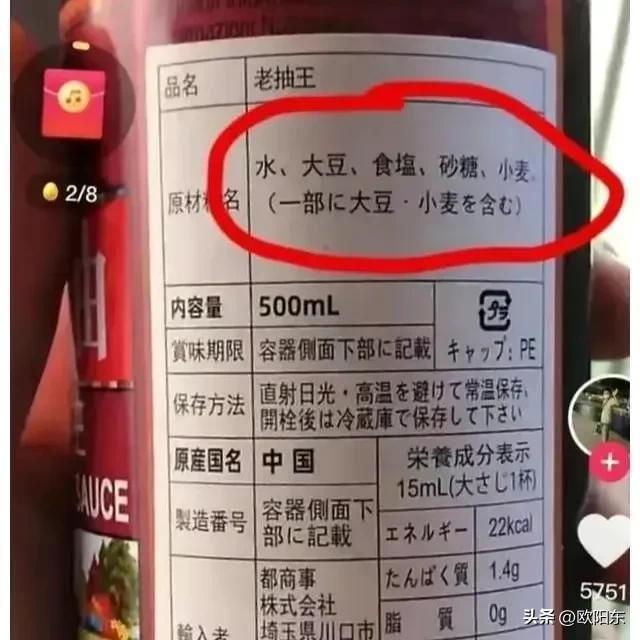 品名 老抽王
原材料名 水、大豆、食塩、砂糖、小麦、
(一部に大豆・小麦を含む)
2/8
内容量 500mL
プラ
賞味期限 容器側面下部に記載 キャップ: PE
保存方法 直射日光・高温を避けて常温保存、
開栓後は冷蔵庫で保存して下さい
原産国名 中国 栄養成分表示
15mL(大さじ1杯)
製造番号 容器側面下
部に記載
エネルギー 22kcal
たんぱく質 1.4g
脂質 0g
輸入者 都商事
株式会社
埼玉県川口市
SAUCE
5751
头条 @欧阳东